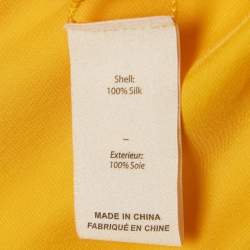 Shell:
100% Silk
–
Exterieur:
100% Soie
MADE IN CHINA
FABRIQUÉ EN CHINE